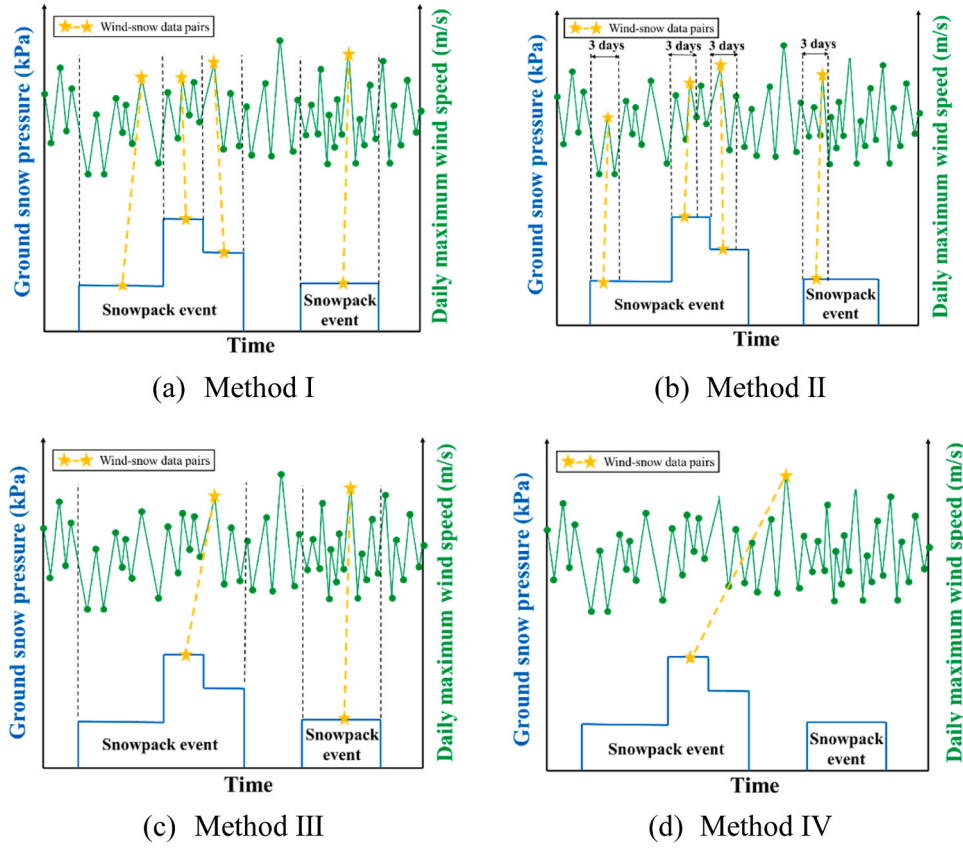 Wind-snow data pairs
Ground snow pressure (kPa)
Daily maximum wind speed (m/s)
Snowpack event
Snowpack
event
Time
(a) Method I
Wind-snow data pairs
3 days
3 days
3 days
3 days
Ground snow pressure (kPa)
Daily maximum wind speed (m/s)
Snowpack event
Snowpack
event
Time
(b) Method II
Wind-snow data pairs
Ground snow pressure (kPa)
Daily maximum wind speed (m/s)
Snowpack event
Snowpack
event
Time
(c) Method III
Wind-snow data pairs
Ground snow pressure (kPa)
Daily maximum wind speed (m/s)
Snowpack event
Snowpack
event
Time
(d) Method IV